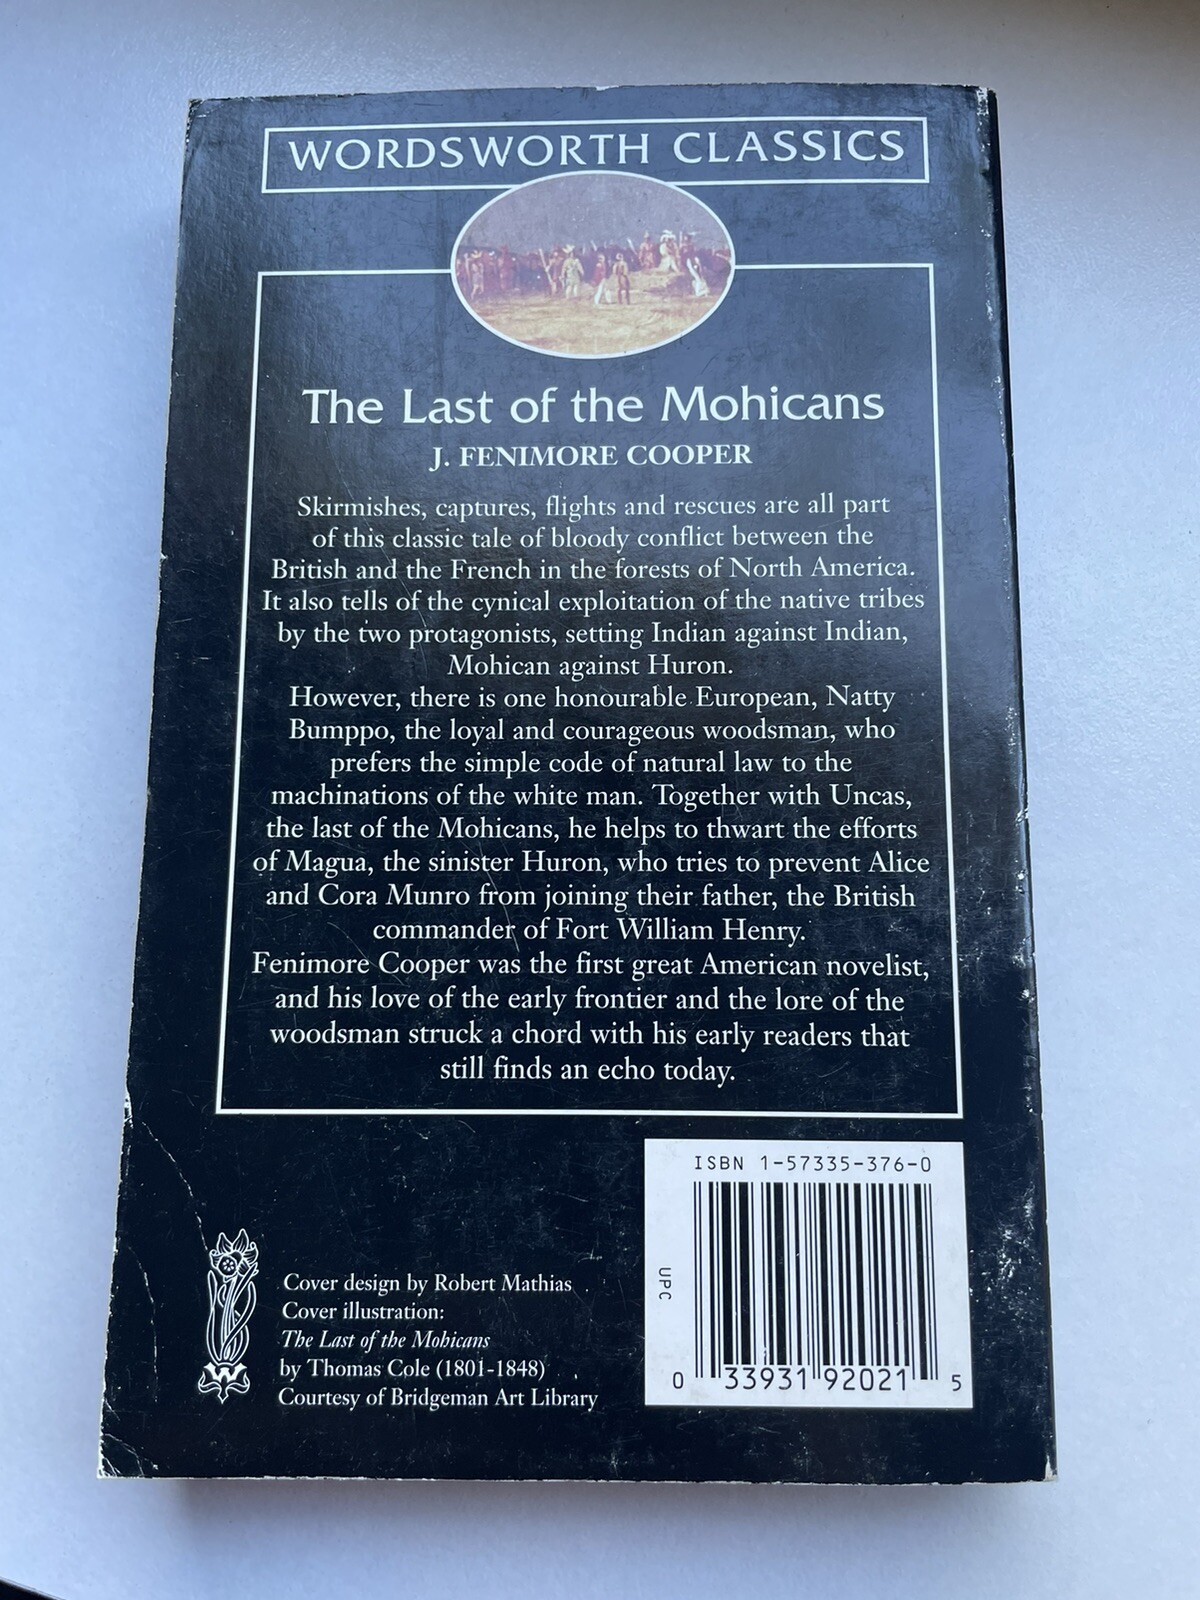 WORDSWORTH CLASSICS
The Last of the Mohicans
J. FENIMORE COOPER
Skirmishes, captures, flights and rescues are all part
of this classic tale of bloody conflict between the
British and the French in the forests of North America.
It also tells of the cynical exploitation of the native tribes
by the two protagonists, setting Indian against Indian,
Mohican against Huron.
However, there is one honourable European, Natty
Bumppo, the loyal and courageous woodsman, who
prefers the simple code of natural law to the
machinations of the white man. Together with Uncas,
the last of the Mohicans, he helps to thwart the efforts
of Magua, the sinister Huron, who tries to prevent Alice
and Cora Munro from joining their father, the British
commander of Fort William Henry.
Fenimore Cooper was the first great American novelist,
and his love of the early frontier and the lore of the
woodsman struck a chord with his early readers that
still finds an echo today.
ISBN 1-57335-376-0
UPC
0 33931 92021 5
W
Cover design by Robert Mathias
Cover illustration:
The Last of the Mohicans
by Thomas Cole (1801-1848)
Courtesy of Bridgeman Art Library